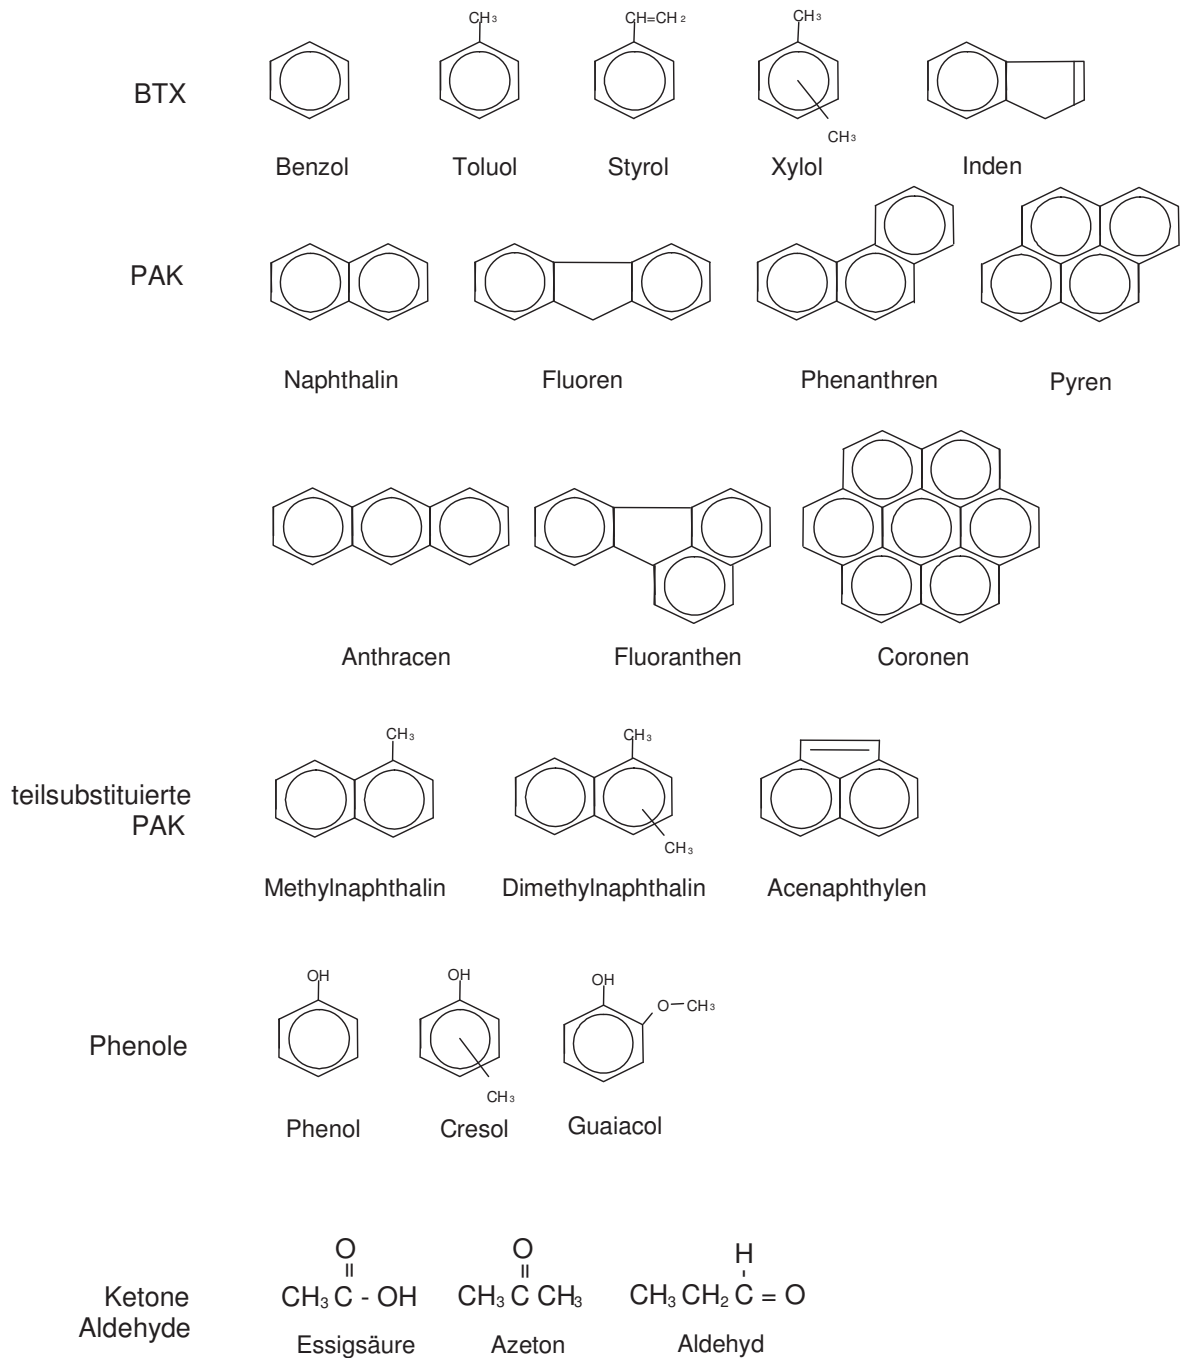 CH3 CH=CH2 CH3
BTX
CH3
Benzol Toluol Styrol Xylol Inden
PAK
Naphthalin Fluoren Phenanthren Pyren
Anthracen Fluoranthen Coronen
CH3 CH3
teilsubstituierte
PAK
CH3
Methylnaphthalin Dimethylnaphthalin Acenaphthylen
OH OH OH
O CH3
Phenole
CH3
Phenol Cresol Guaiacol
O O H
Ketone CH3 C - OH CH3 C CH3 CH3 CH2 C = O
Aldehyde
Essigsäure Azeton Aldehyd